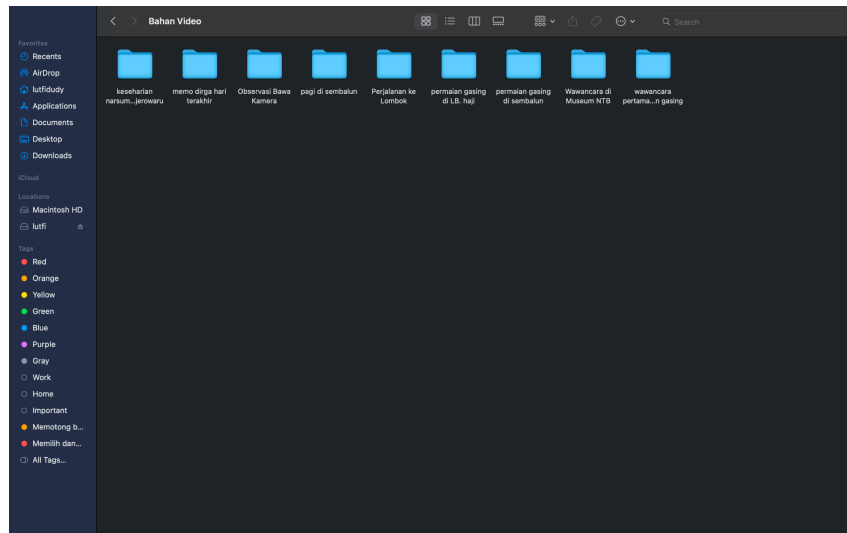 Bahan Video
Search
Favorites
Recents
AirDrop
lutfidudy
Applications
Documents
Desktop
Downloads
iCloud
Locations
Macintosh HD
lutfi
Tags
Red
Orange
Yellow
Green
Blue
Purple
Gray
Work
Home
Important
Memotong b...
Memilih dan...
All Tags...
keseharian
narsum...jerowaru
memo dirga hari
terakhir
Observasi Bawa
Kamera
pagi di sembalun
Perjalanan ke
Lombok
permaian gasing
di LB. haji
permaian gasing
di sembalun
Wawancara di
Museum NTB
wawancara
pertama...n gasing